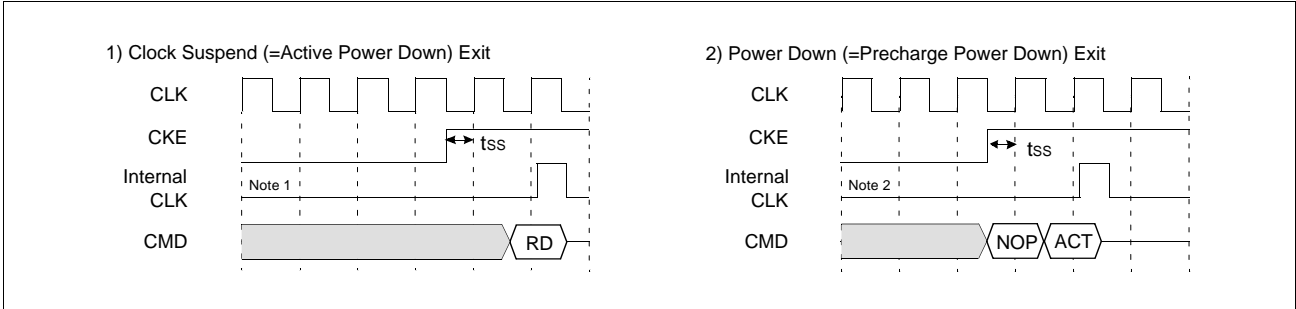 1) Clock Suspend (=Active Power Down) Exit
CLK
CKE
tss
Internal
CLK
Note 1
CMD
RD
2) Power Down (=Precharge Power Down) Exit
CLK
CKE
tss
Internal
CLK
Note 2
CMD
NOP
ACT